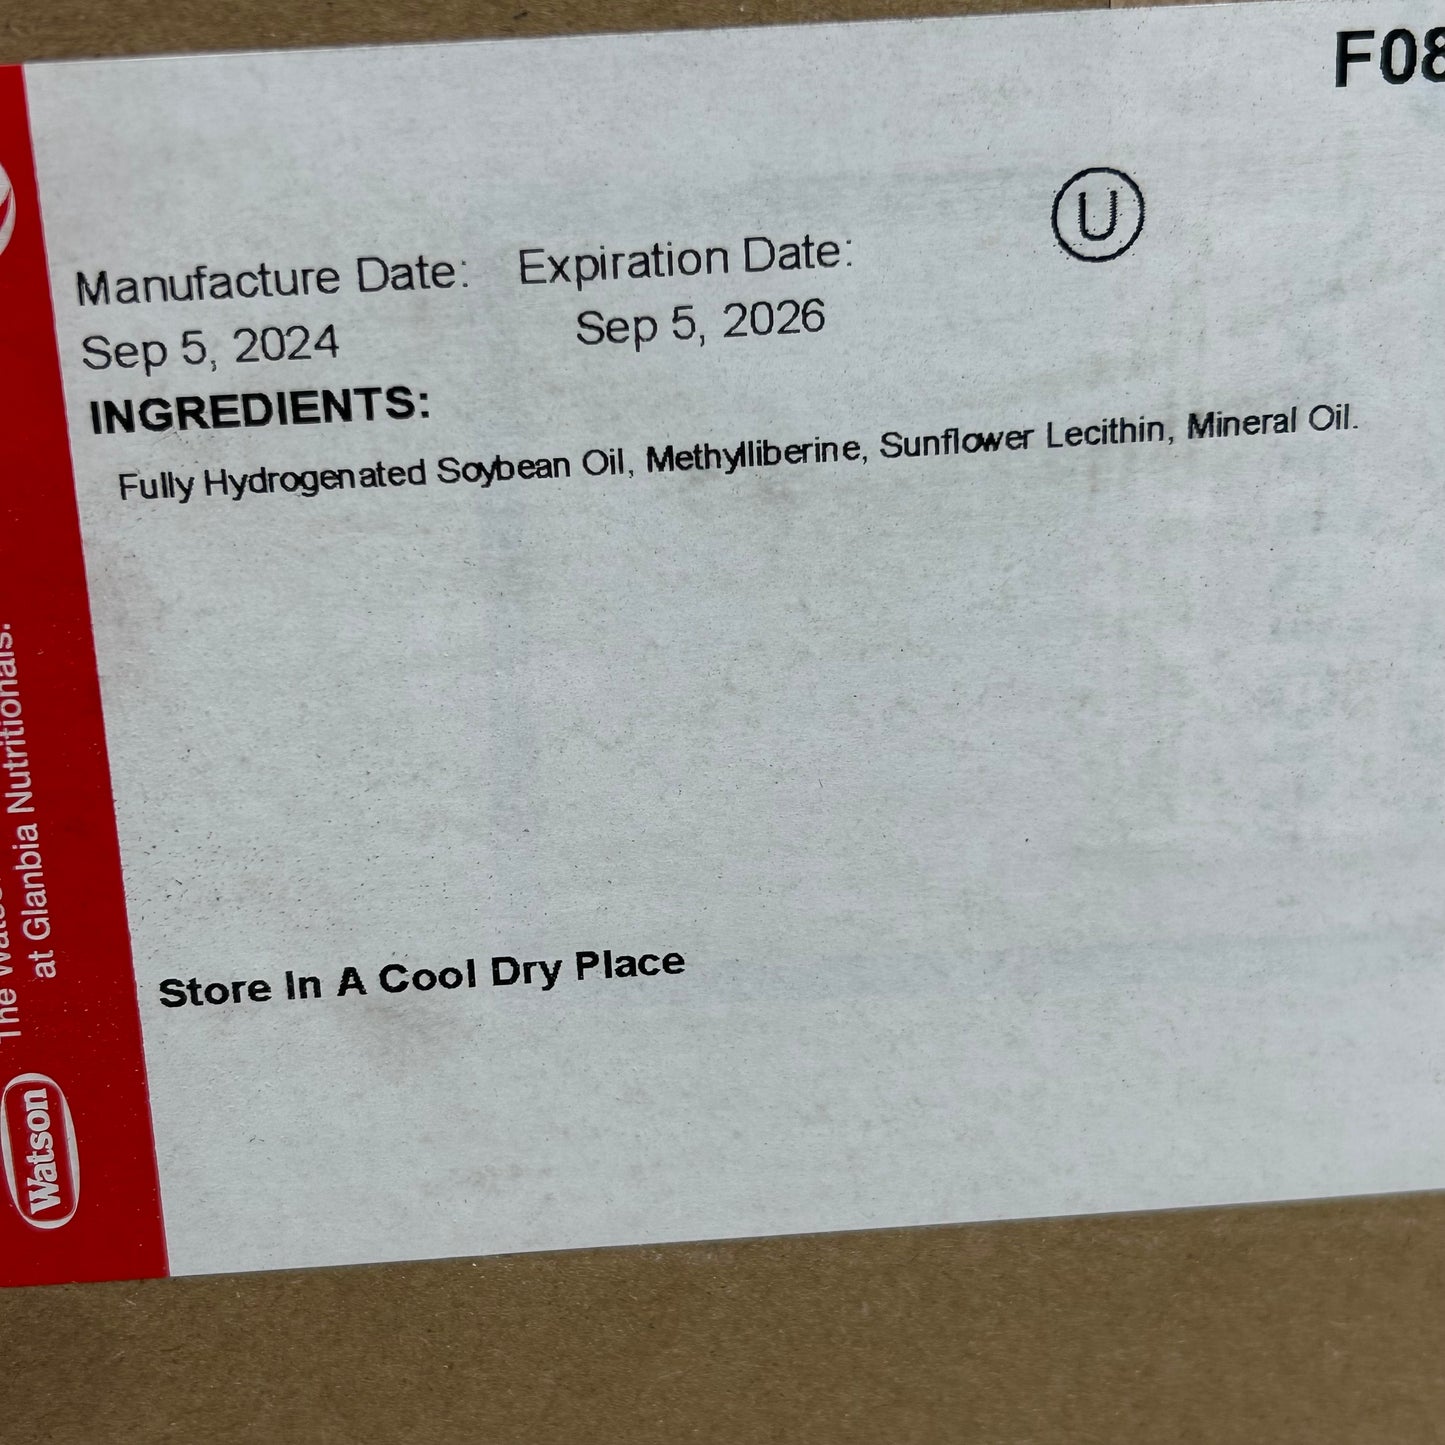 F08
U
Manufacture Date: Expiration Date:
Sep 5, 2024 Sep 5, 2026
INGREDIENTS:
Fully Hydrogenated Soybean Oil, Methylliberine, Sunflower Lecithin, Mineral Oil.
Store In A Cool Dry Place
The
at Glanbia Nutritionals.
Watson